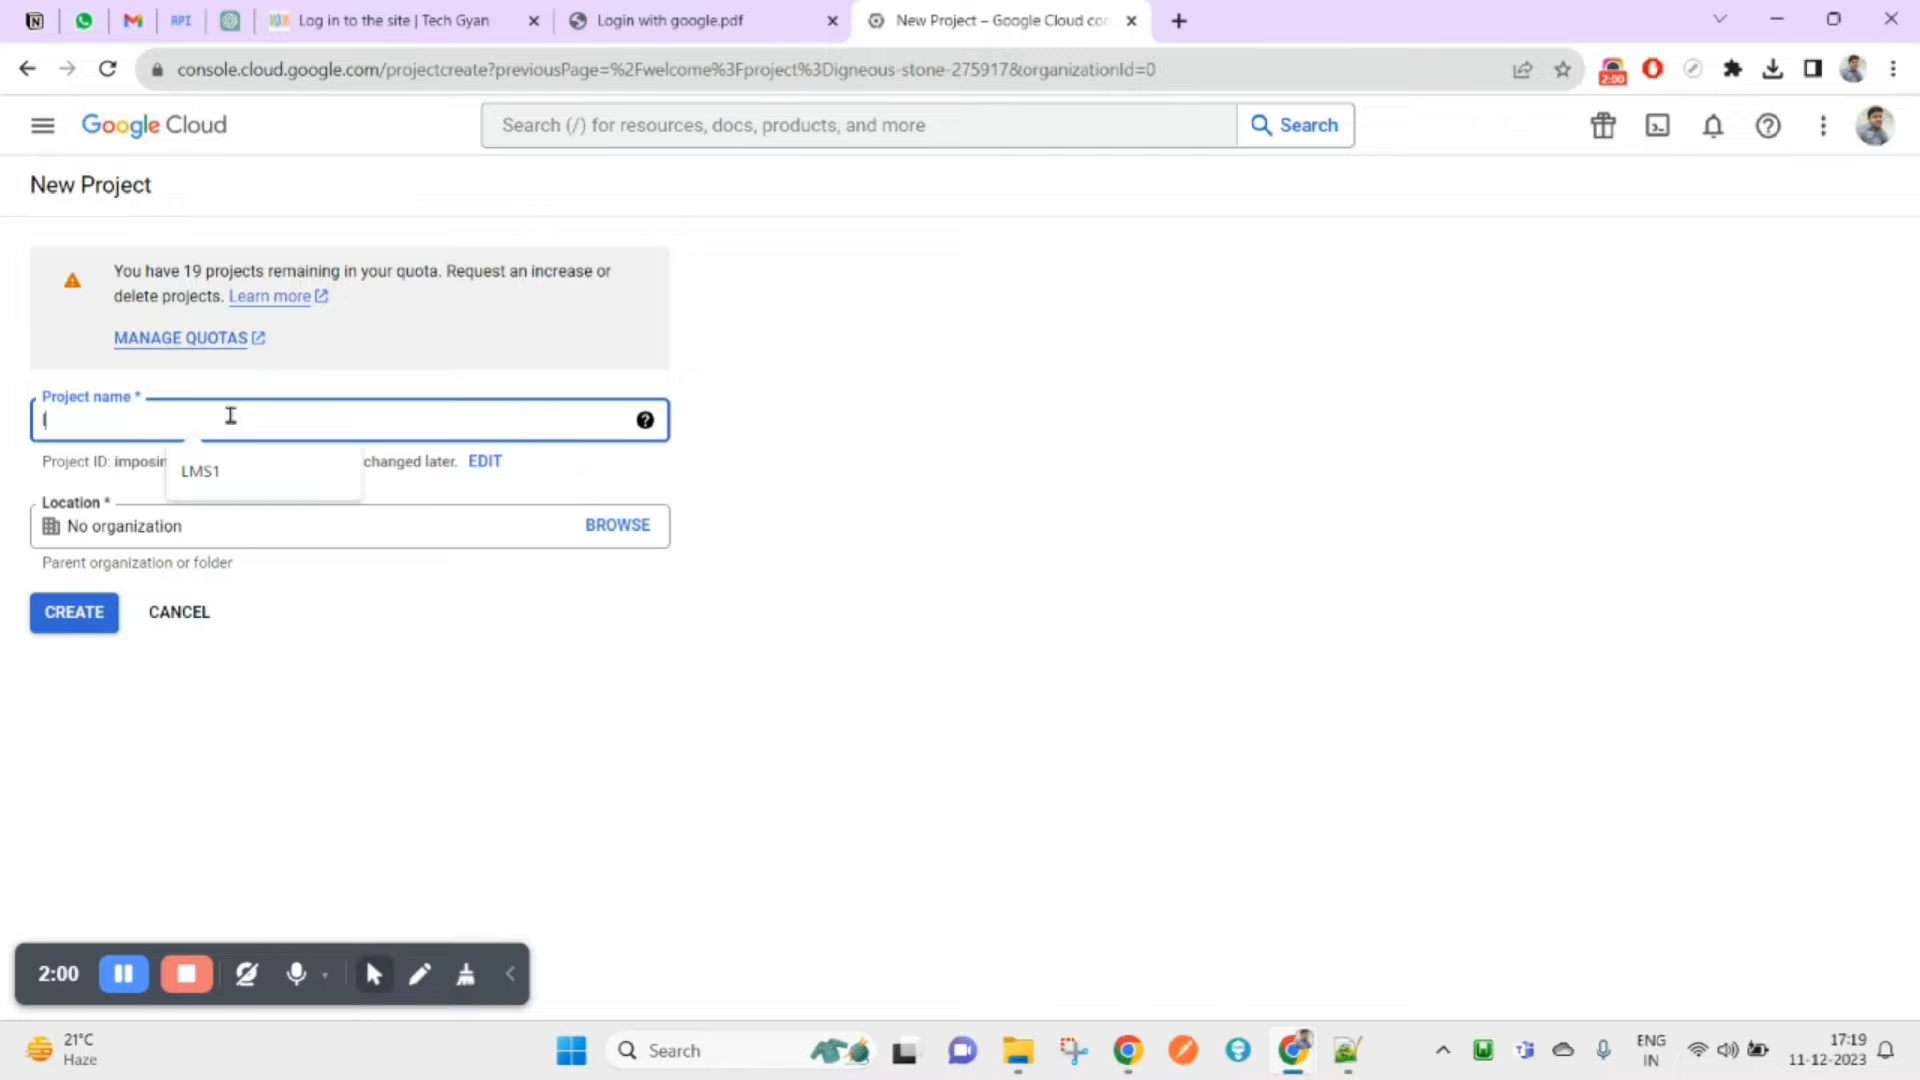 Log in to the site | Tech Gyan
Login with google.pdf
New Project – Google Cloud con
console.cloud.google.com/projectcreate?previousPage=%2Fwelcome%3Fproject%3Digneous-stone-275917&organizationId=0
2:00
Google Cloud
Search (/) for resources, docs, products, and more
Search
New Project
You have 19 projects remaining in your quota. Request an increase or
delete projects. Learn more
MANAGE QUOTAS
Project name *
l
Project ID: imposin
changed later. EDIT
LMS1
Location *
No organization
BROWSE
Parent organization or folder
CREATE
CANCEL
2:00
21°C
Haze
Search
ENG
IN
17:19
11-12-2023